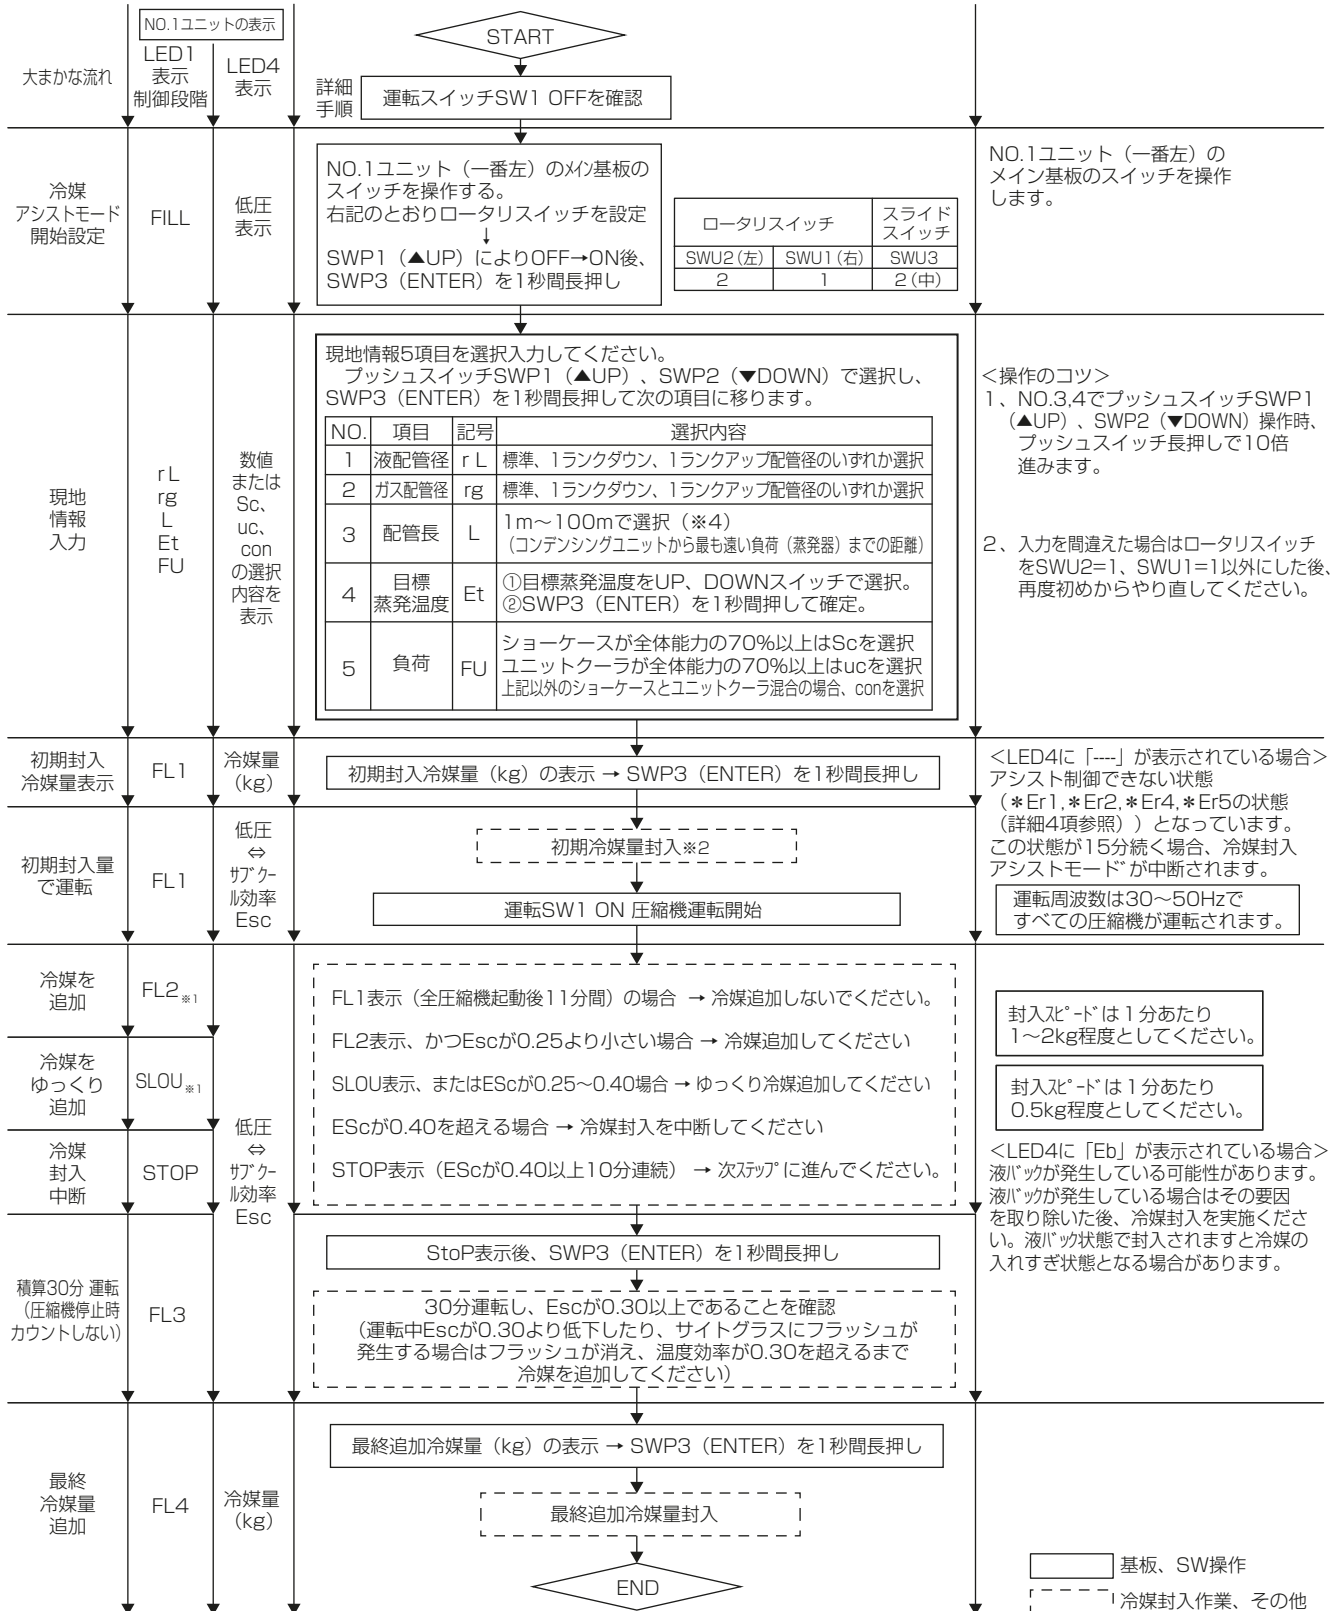 NO.1ユニットの表示
大まかな流れ
LED1
表示
制御段階
LED4
表示
詳細
手順
START
運転スイッチSW1 OFFを確認
冷媒
アシストモード
開始設定
FILL
低圧
表示
NO.1ユニット（一番左）のメイン基板の
スイッチを操作する。
右記のとおりロータリスイッチを設定
↓
SWP1（▲UP）によりOFF→ON後、
SWP3（ENTER）を1秒間長押し
ロータリスイッチ
スライド
スイッチ
SWU2（左） SWU1（右） SWU3
2 1 2（中）
NO.1ユニット（一番左）の
メイン基板のスイッチを操作
します。
現地
情報
入力
rL
rg
L
Et
FU
数値
または
Sc、
uc、
con
の選択
内容を
表示
現地情報5項目を選択入力してください。
プッシュスイッチSWP1（▲UP）、SWP2（▼DOWN）で選択し、
SWP3（ENTER）を1秒間長押しして次の項目に移ります。
NO. 項目 記号 選択内容
1 液配管径 rL 標準、1ランクダウン、1ランクアップ配管径のいずれか選択
2 ガス配管径 rg 標準、1ランクダウン、1ランクアップ配管径のいずれか選択
3 配管長 L 1m～100mで選択（※4）
（コンデンシングユニットから最も遠い負荷（蒸発器）までの距離）
4 目標
蒸発温度 Et ①目標蒸発温度をUP、DOWNスイッチで選択。
②SWP3（ENTER）を1秒間押して確定。
5 負荷 FU ショーケースが全体能力の70%以上はScを選択
ユニットクーラが全体能力の70%以上はucを選択
上記以外のショーケースとユニットクーラ混合の場合、conを選択
＜操作のコツ＞
1、NO.3,4でプッシュスイッチSWP1
（▲UP）、SWP2（▼DOWN）操作時、
プッシュスイッチ長押しで10倍
進みます。
2、入力を間違えた場合はロータリスイッチ
をSWU2=1、SWU1=1以外にした後、
再度初めからやり直してください。
初期封入
冷媒量表示
FL1
冷媒量
（kg）
初期封入冷媒量（kg）の表示 → SWP3（ENTER）を1秒間長押し
＜LED4に「----」が表示されている場合＞
アシスト制御できない状態
（＊Er1,＊Er2,＊Er4,＊Er5の状態
（詳細4項参照））となっています。
この状態が15分続く場合、冷媒封入
アシストモードﾞが中断されます。
運転周波数は30～50Hzで
すべての圧縮機が運転されます。
初期封入量
で運転
FL1
低圧
⇔
ｻﾌﾞｸｰ
ﾙ効率
Esc
初期冷媒量封入※2
運転SW1 ON 圧縮機運転開始
冷媒を
追加
FL2※1
冷媒を
ゆっくり
追加
SLOU※1
冷媒
封入
中断
STOP
低圧
⇔
ｻﾌﾞｸｰ
ﾙ効率
Esc
FL1表示（全圧縮機起動後11分間）の場合 → 冷媒追加しないでください。
FL2表示、かつEscが0.25より小さい場合 → 冷媒追加してください
SLOU表示、またはEScが0.25～0.40場合 → ゆっくり冷媒追加してください
EScが0.40を超える場合 → 冷媒封入を中断してください
STOP表示（EScが0.40以上10分連続） → 次ｽﾃｯﾌﾟに進んでください。
封入ｽﾋﾟｰﾄﾞは1分あたり
1～2kg程度としてください。
封入ｽﾋﾟｰﾄﾞは1分あたり
0.5kg程度としてください。
＜LED4に「Eb」が表示されている場合＞
液ﾊﾞｯｸが発生している可能性があります。
液ﾊﾞｯｸが発生している場合はその要因
を取り除いた後、冷媒封入を実施くださ
い。液ﾊﾞｯｸ状態で封入されますと冷媒の
入れすぎ状態となる場合があります。
積算30分 運転
（圧縮機停止時
カウントしない）
FL3
StoP表示後、SWP3（ENTER）を1秒間長押し
30分運転し、Escが0.30以上であることを確認
（運転中Escが0.30より低下したり、サイトグラスにフラッシュが
発生する場合はフラッシュが消え、温度効率が0.30を超えるまで
冷媒を追加してください）
最終
冷媒量
追加
FL4
冷媒量
（kg）
最終追加冷媒量（kg）の表示 → SWP3（ENTER）を1秒間長押し
最終追加冷媒量封入
END
基板、SW操作
冷媒封入作業、その他